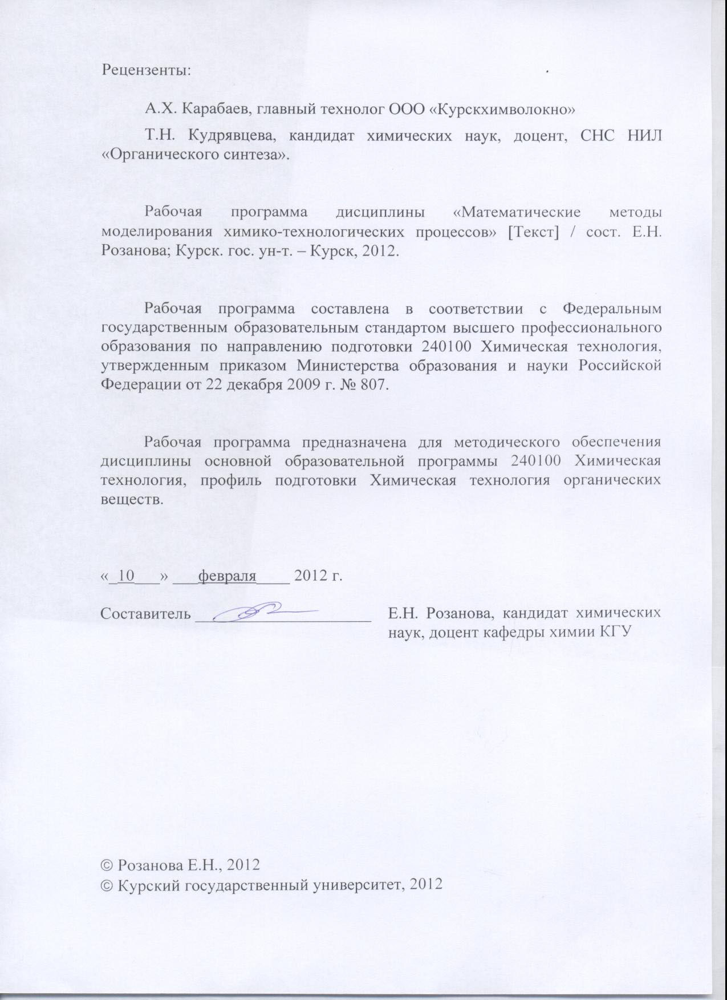 Рецензенты:
А.Х. Карабаев, главный технолог ООО «Курскхимволокно»
Т.Н. Кудрявцева, кандидат химических наук, доцент, СНС НИЛ
«Органического синтеза».
Рабочая программа дисциплины «Математические методы
моделирования химико-технологических процессов» [Текст] / сост. Е.Н.
Розанова; Курск. гос. ун-т. – Курск, 2012.
Рабочая программа составлена в соответствии с Федеральным
государственным образовательным стандартом высшего профессионального
образования по направлению подготовки 240100 Химическая технология,
утвержденным приказом Министерства образования и науки Российской
Федерации от 22 декабря 2009 г. № 807.
Рабочая программа предназначена для методического обеспечения
дисциплины основной образовательной программы 240100 Химическая
технология, профиль подготовки Химическая технология органических
веществ.
«_10___» ___февраля____ 2012 г.
Составитель ______________________ Е.Н. Розанова, кандидат химических
наук, доцент кафедры химии КГУ
© Розанова Е.Н., 2012
© Курский государственный университет, 2012